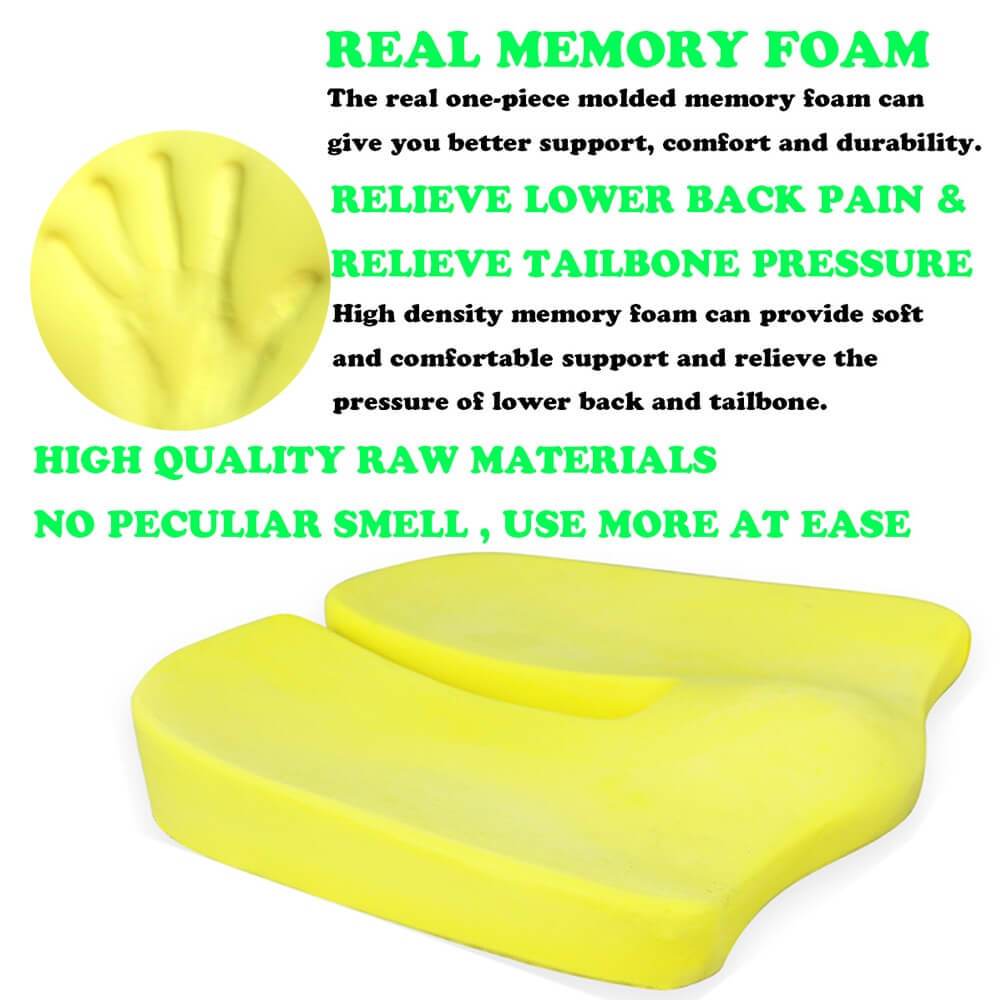 REAL MEMORY FOAM
The real one-piece molded memory foam can
give you better support, comfort and durability.
RELIEVE LOWER BACK PAIN &
RELIEVE TAILBONE PRESSURE
High density memory foam can provide soft
and comfortable support and relieve the
pressure of lower back and tailbone.
HIGH QUALITY RAW MATERIALS
NO PECULIAR SMELL , USE MORE AT EASE